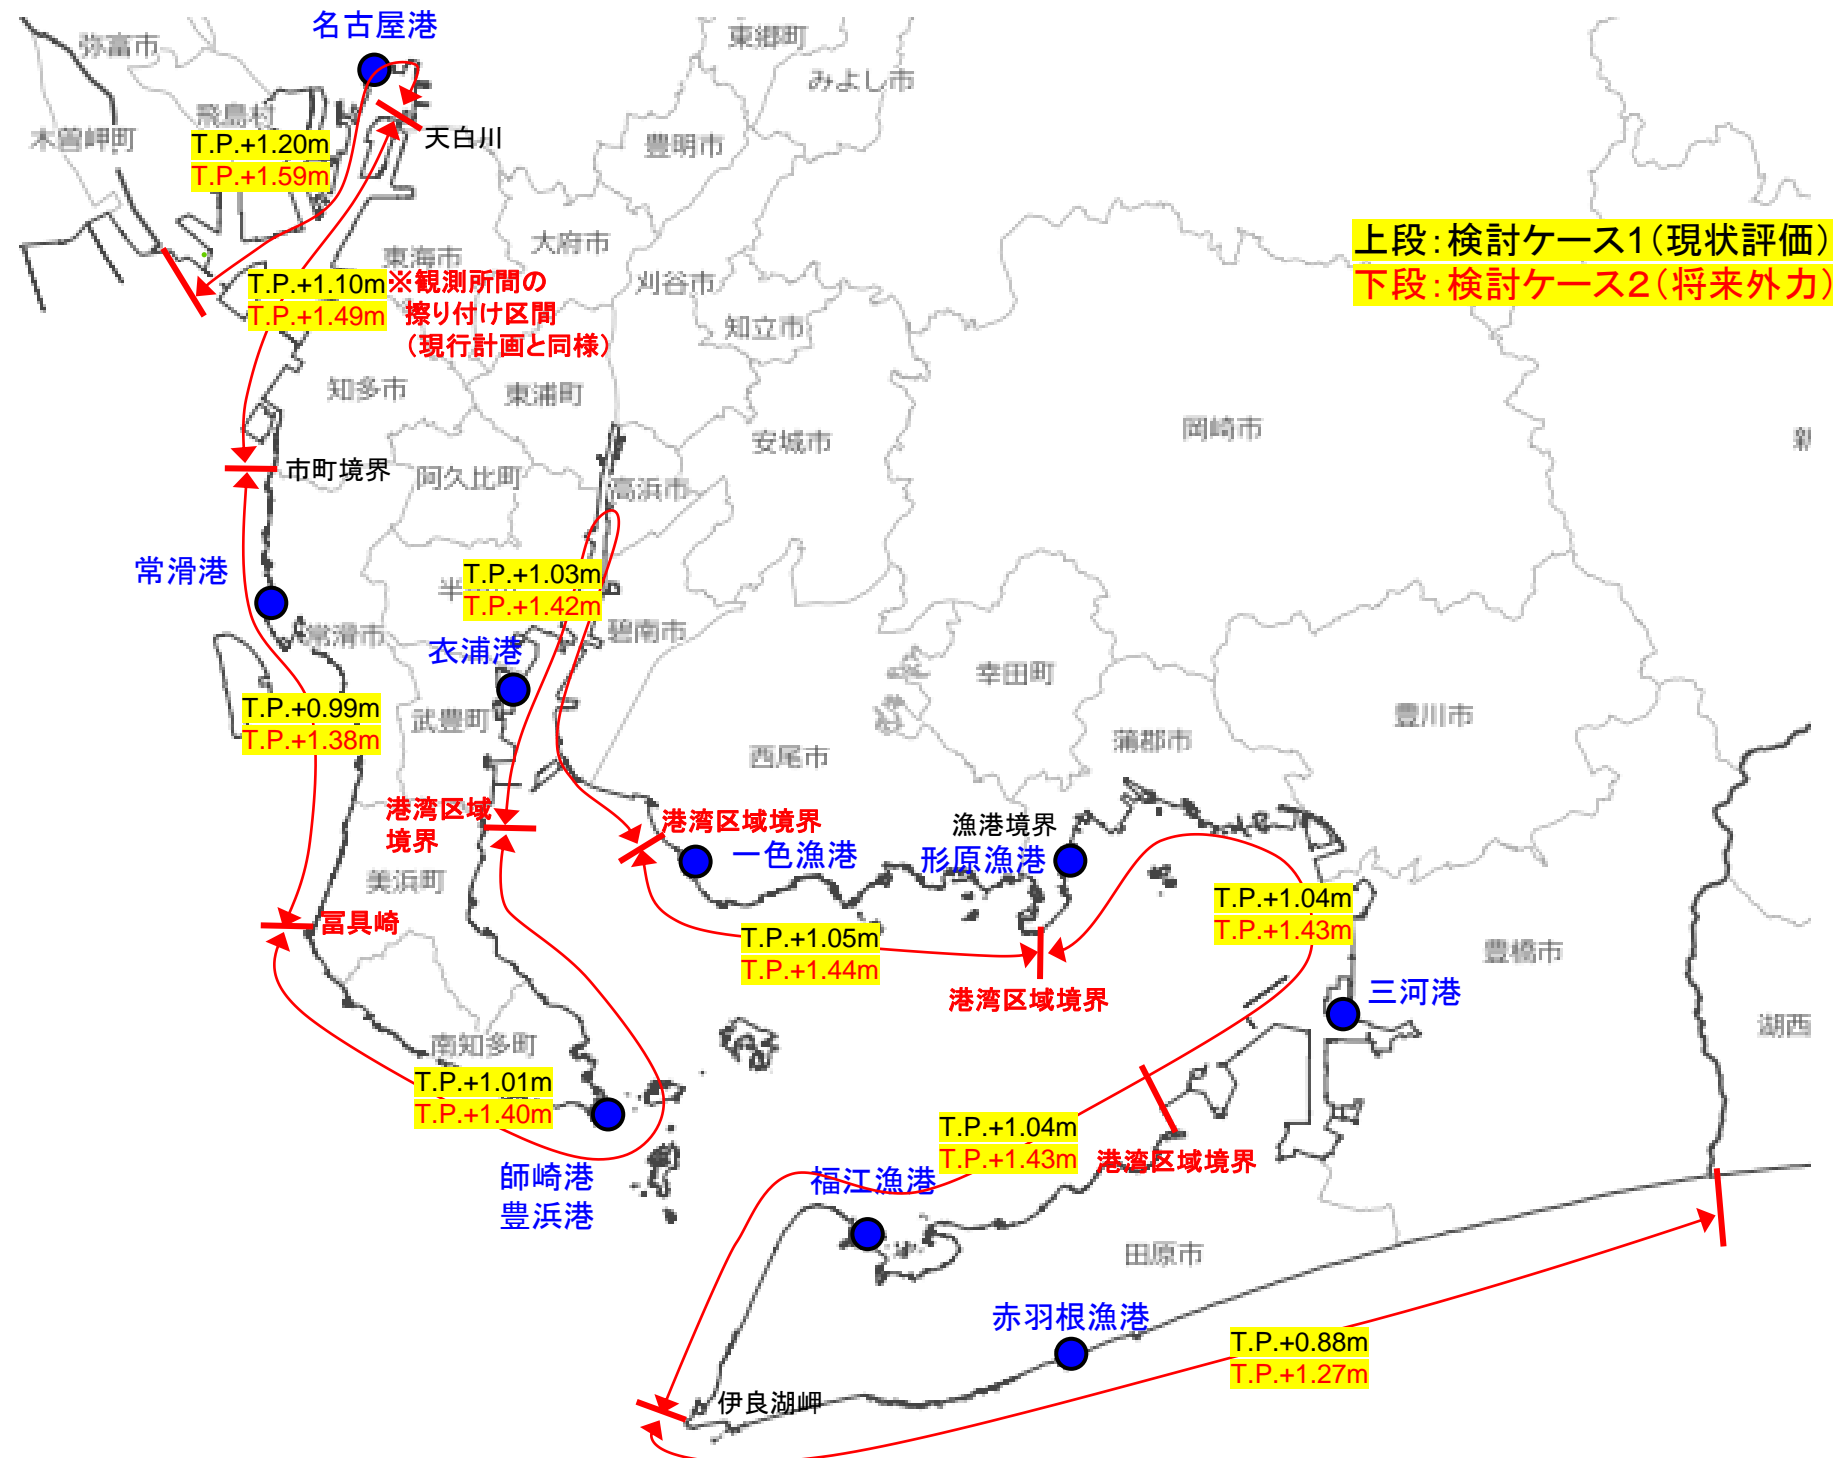 名古屋港
弥富市
東郷町
みよし市
飛島村
木曽岬町
天白川
豊明市
T.P.+1.20m
T.P.+1.59m
上段：検討ケース1（現状評価）
下段：検討ケース2（将来外力）
大府市
東海市
刈谷市
T.P.+1.10m
T.P.+1.49m
※観測所間の
擦り付け区間
（現行計画と同様）
知立市
知多市
東浦町
安城市
岡崎市
市町境界
阿久比町
高浜市
常滑港
T.P.+1.03m
T.P.+1.42m
半
常滑市
碧南市
衣浦港
幸田町
T.P.+0.99m
T.P.+1.38m
武豊町
豊川市
蒲郡市
西尾市
港湾区域
境界
港湾区域境界
漁港境界
一色漁港
形原漁港
美浜町
T.P.+1.04m
T.P.+1.43m
冨具崎
T.P.+1.05m
T.P.+1.44m
豊橋市
港湾区域境界
三河港
湖西
南知多町
T.P.+1.01m
T.P.+1.40m
T.P.+1.04m
T.P.+1.43m
港湾区域境界
師崎港
豊浜港
福江漁港
田原市
赤羽根漁港
T.P.+0.88m
T.P.+1.27m
伊良湖岬